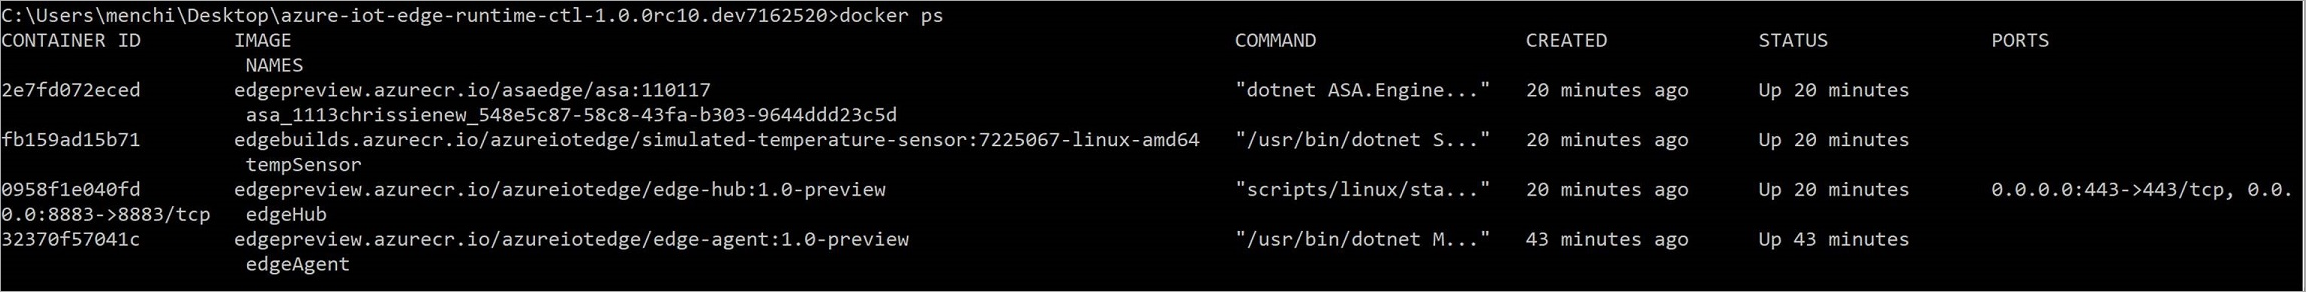 C:\Users\menchi\Desktop\azure-iot-edge-runtime-ctl-1.0.0rc10.dev7162520>docker ps
CONTAINER ID        IMAGE                                                                                 COMMAND                  CREATED             STATUS              PORTS
                     NAMES
2e7fd072eced        edgepreview.azurecr.io/asaedge/asa:110117                                             "dotnet ASA.Engine..."   20 minutes ago      Up 20 minutes
                     asa_1113chrissienew_548e5c87-58c8-43fa-b303-9644ddd23c5d
fb159ad15b71        edgebuilds.azurecr.io/azureiotedge/simulated-temperature-sensor:7225067-linux-amd64   "/usr/bin/dotnet S..."   20 minutes ago      Up 20 minutes
                     tempSensor
0958f1e040fd        edgepreview.azurecr.io/azureiotedge/edge-hub:1.0-preview                              "scripts/linux/sta..."   20 minutes ago      Up 20 minutes       0.0.0.0:443->443/tcp, 0.0.
0.0:8883->8883/tcp   edgeHub
32370f57041c        edgepreview.azurecr.io/azureiotedge/edge-agent:1.0-preview                            "/usr/bin/dotnet M..."   43 minutes ago      Up 43 minutes
                     edgeAgent